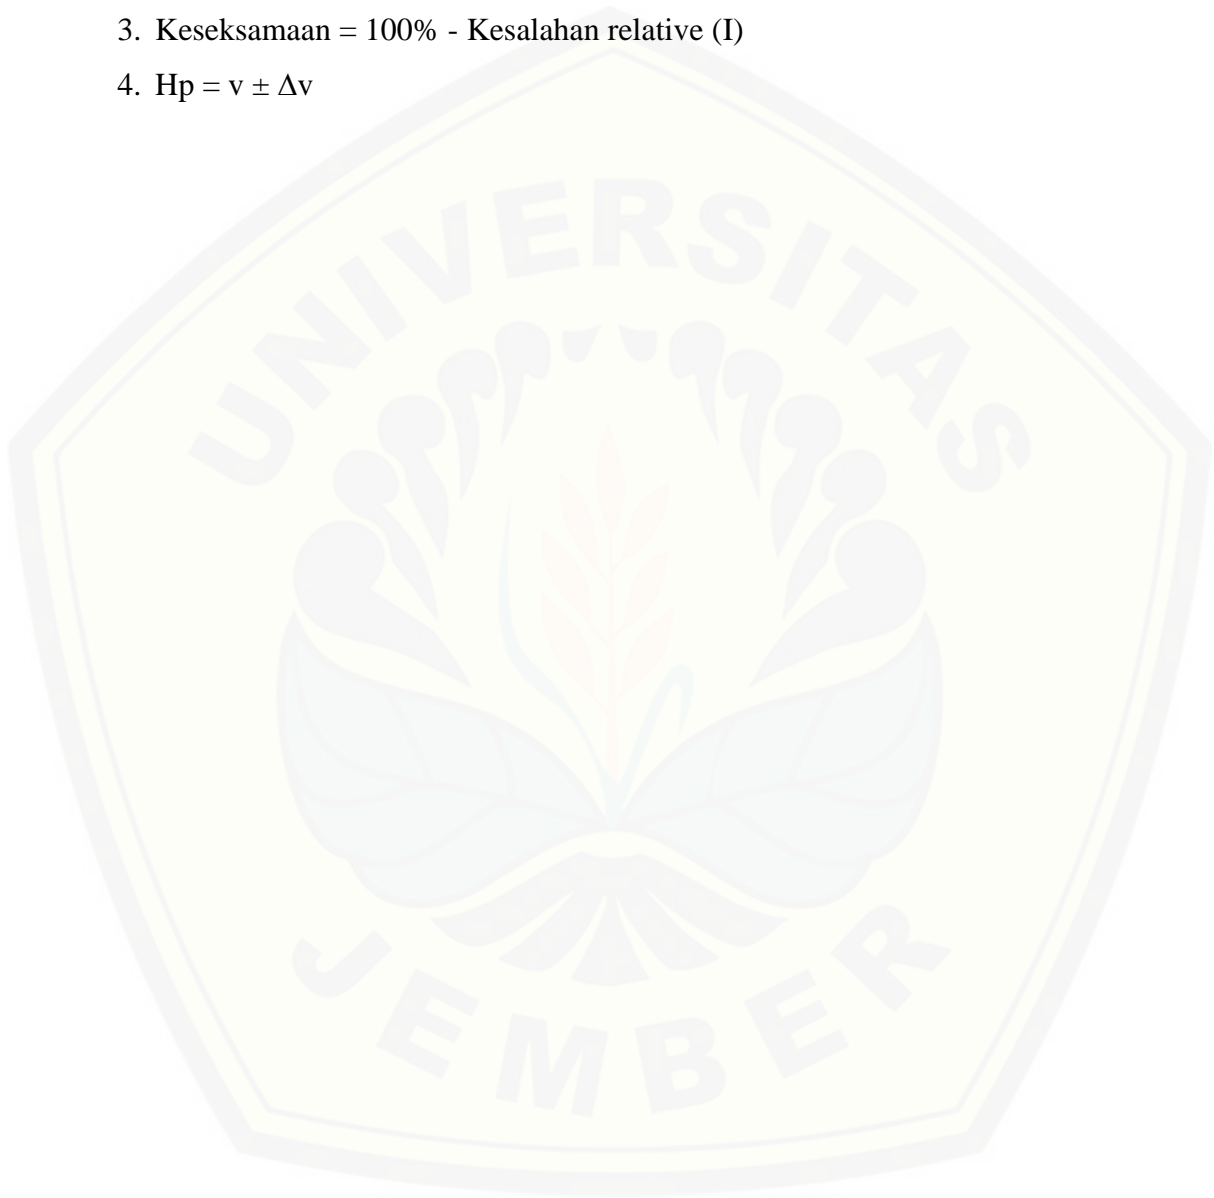 3. Keseksamaan = 100% - Kesalahan relative (I)
4. Hp = v ± Δv
UNIVERSITAS
JEMBER